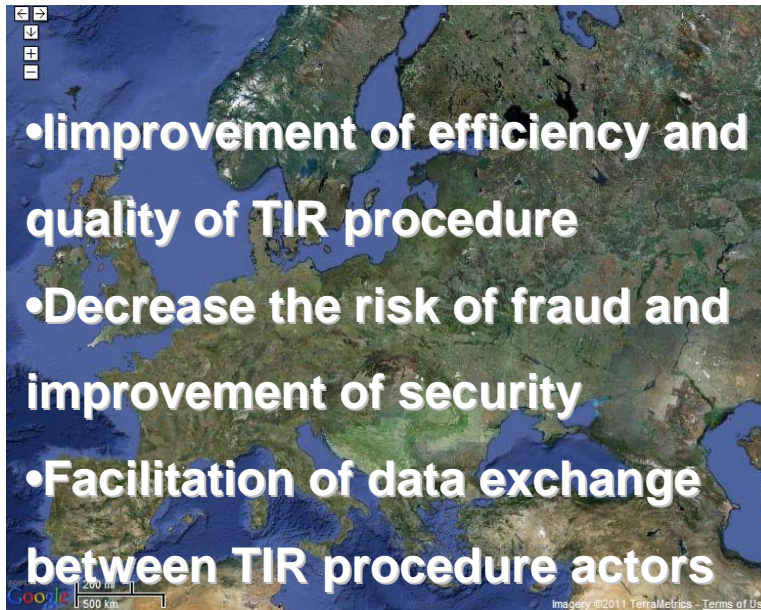 •Iimprovement of efficiency and
quality of TIR procedure
•Decrease the risk of fraud and
improvement of security
•Facilitation of data exchange
between TIR procedure actors
200 mi
500 km
Google
Imagery ©2011 TerraMetrics - Terms of Us